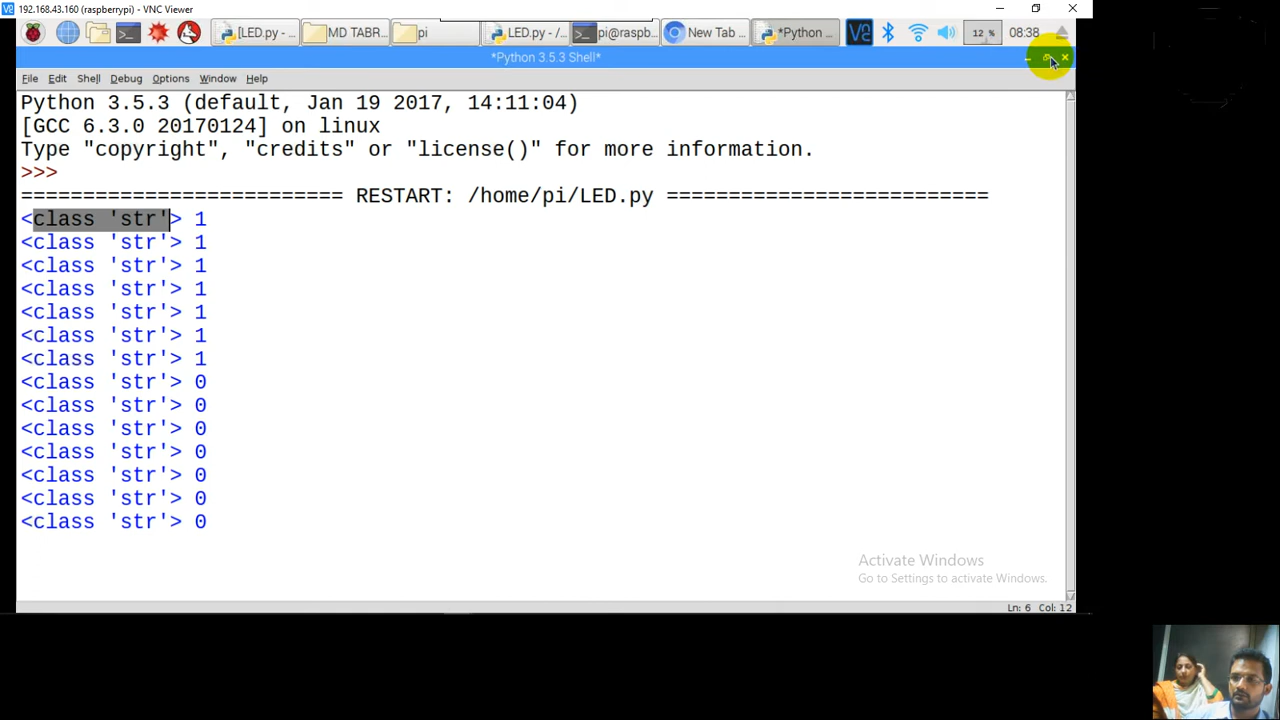 192.168.43.160 (raspberrypi) - VNC Viewer
[LED.py - ...
MD TABR...
pi
LED.py - /...
pi@raspb...
New Tab ...
*Python ...
12 %
08:38
*Python 3.5.3 Shell*
File Edit Shell Debug Options Window Help
Python 3.5.3 (default, Jan 19 2017, 14:11:04)
[GCC 6.3.0 20170124] on linux
Type "copyright", "credits" or "license()" for more information.
>>>
========================== RESTART: /home/pi/LED.py ==========================
<class 'str'> 1
<class 'str'> 1
<class 'str'> 1
<class 'str'> 1
<class 'str'> 1
<class 'str'> 1
<class 'str'> 1
<class 'str'> 0
<class 'str'> 0
<class 'str'> 0
<class 'str'> 0
<class 'str'> 0
<class 'str'> 0
<class 'str'> 0
Activate Windows
Go to Settings to activate Windows.
Ln: 6 Col: 12